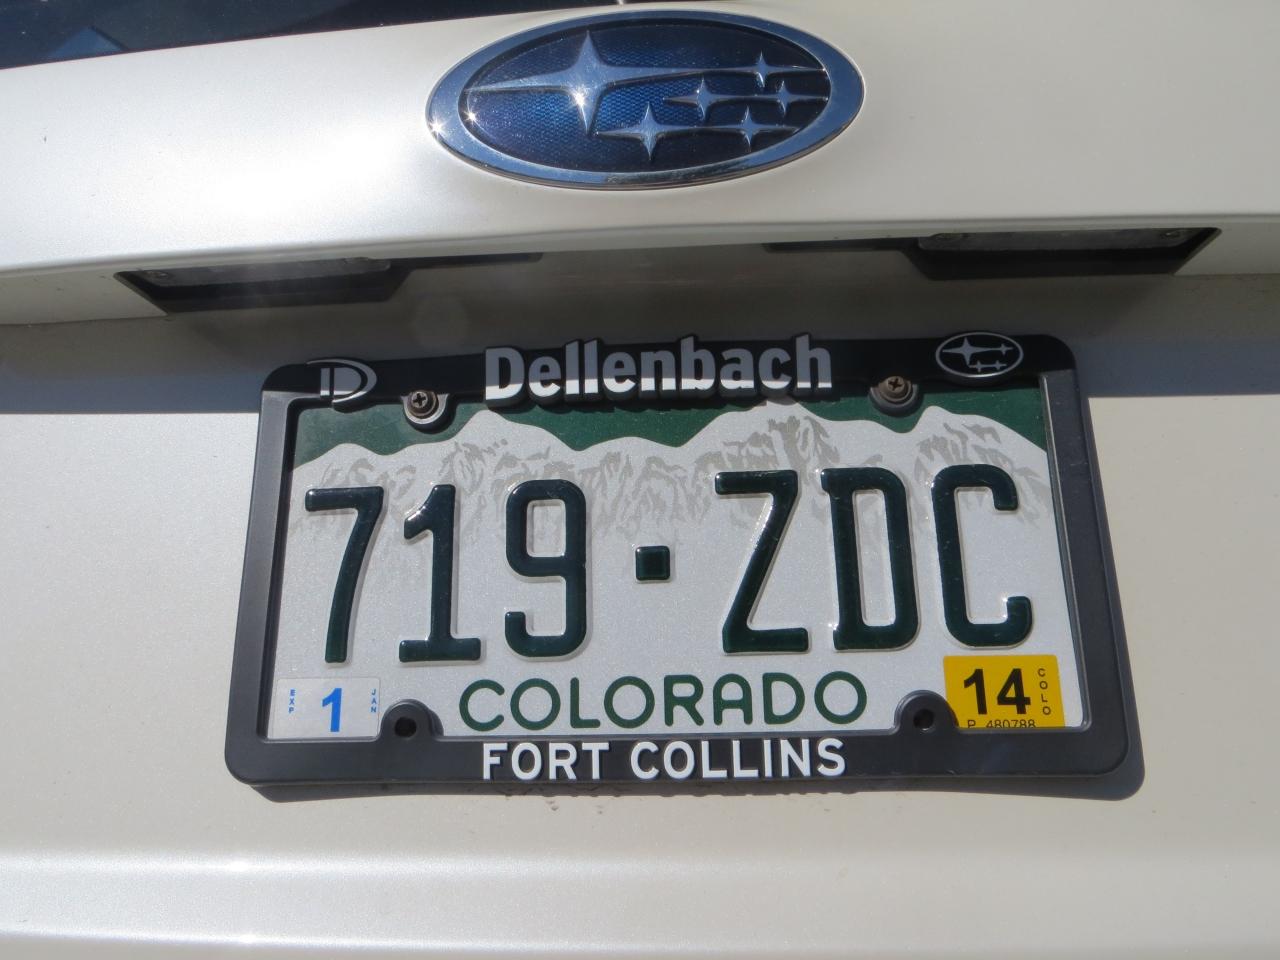 Dellenbach
719·ZDC
EXP 1 JAN
COLORADO
14 COLO
P 480788
FORT COLLINS